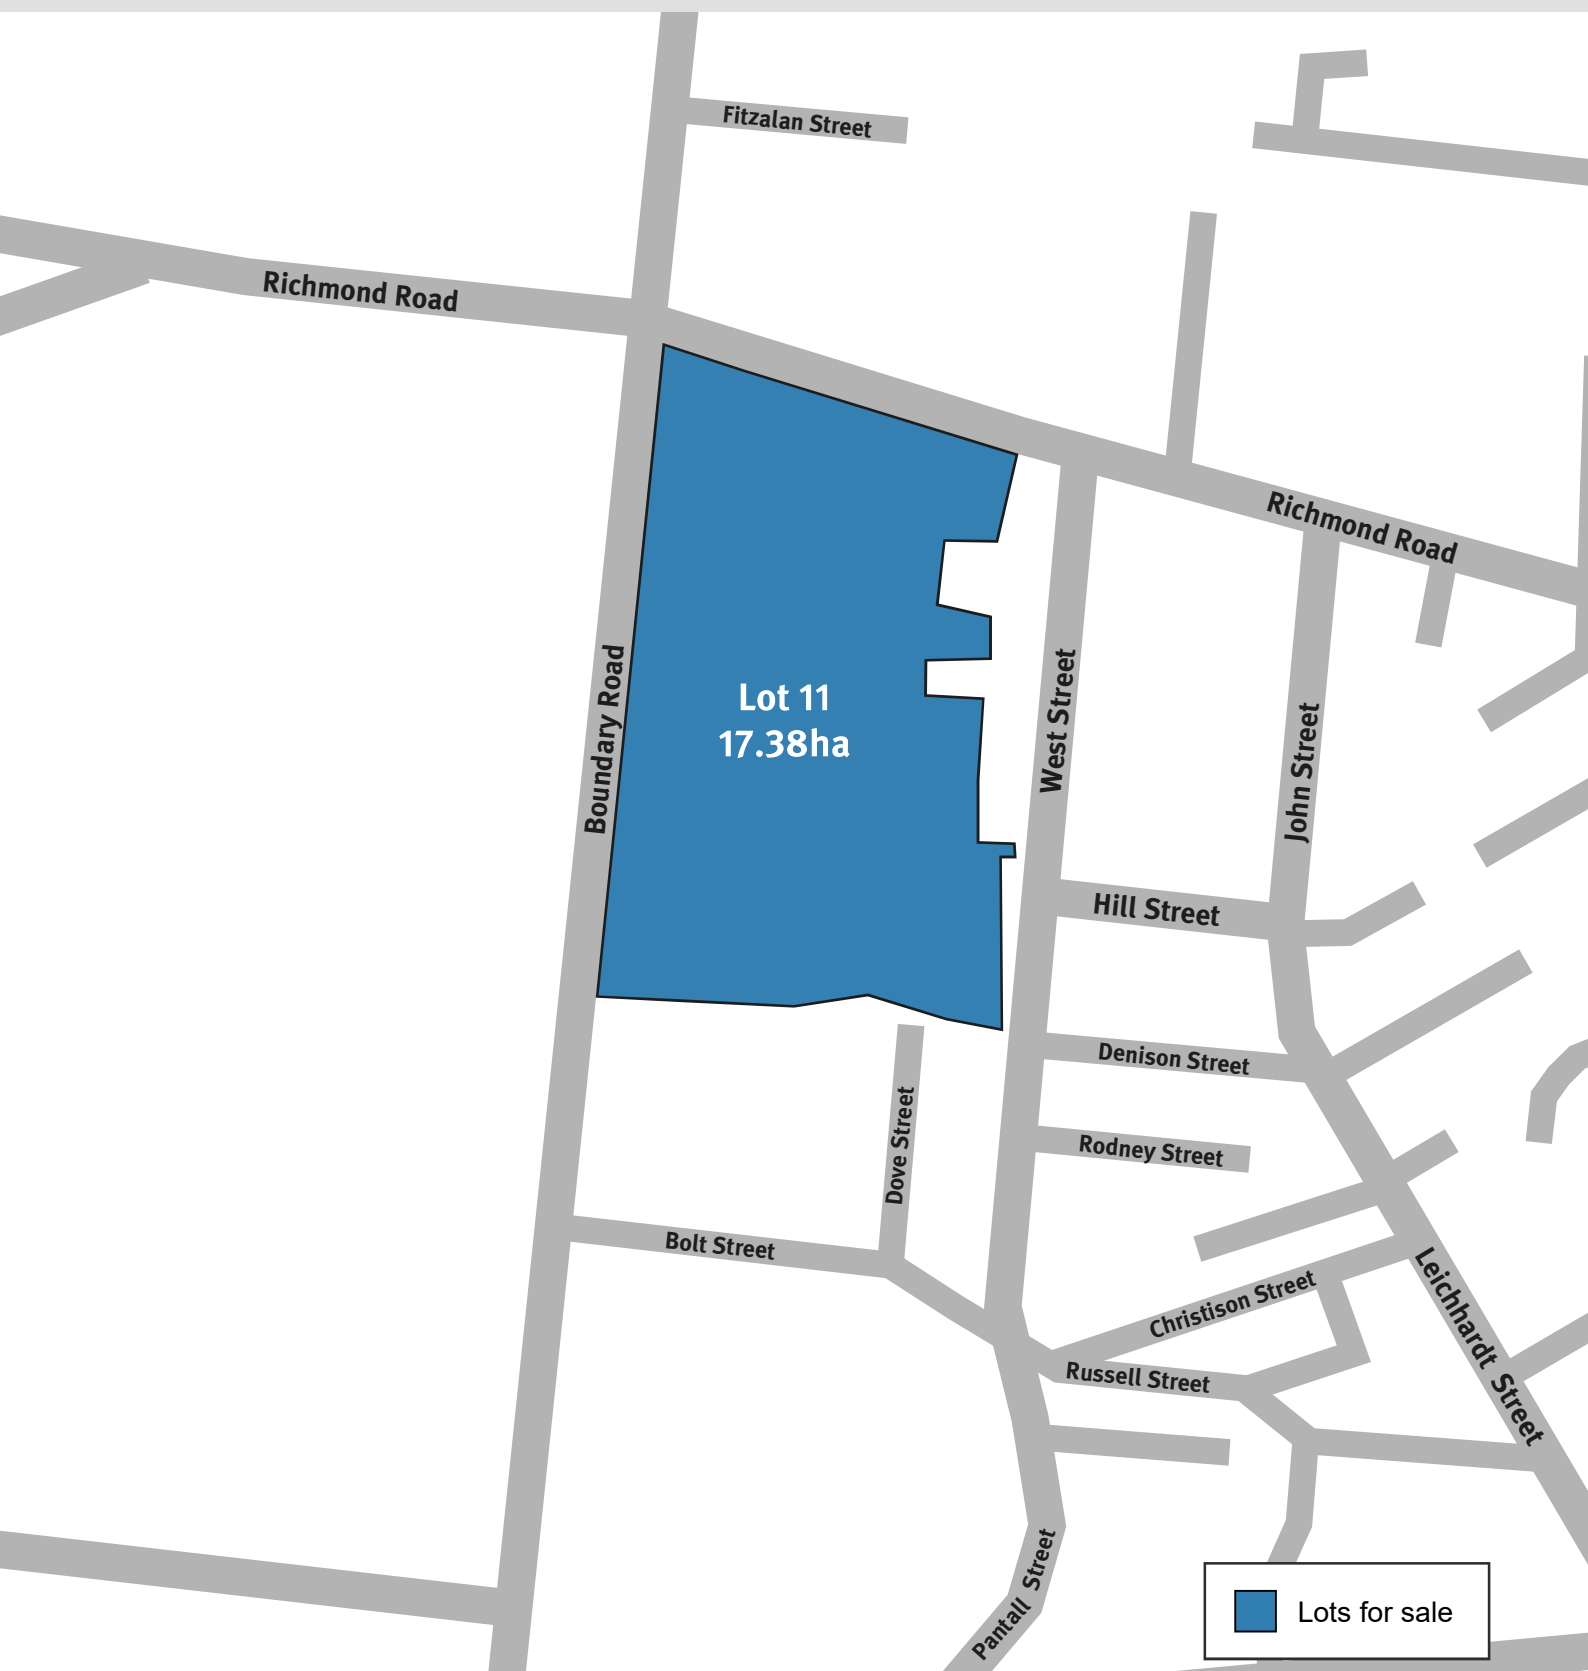 Fitzalan Street
Richmond Road
Richmond Road
Boundary Road
Lot 11
17.38ha
West Street
John Street
Hill Street
Denison Street
Dove Street
Rodney Street
Bolt Street
Christison Street
Leichhardt Street
Russell Street
Pantall Street
Lots for sale